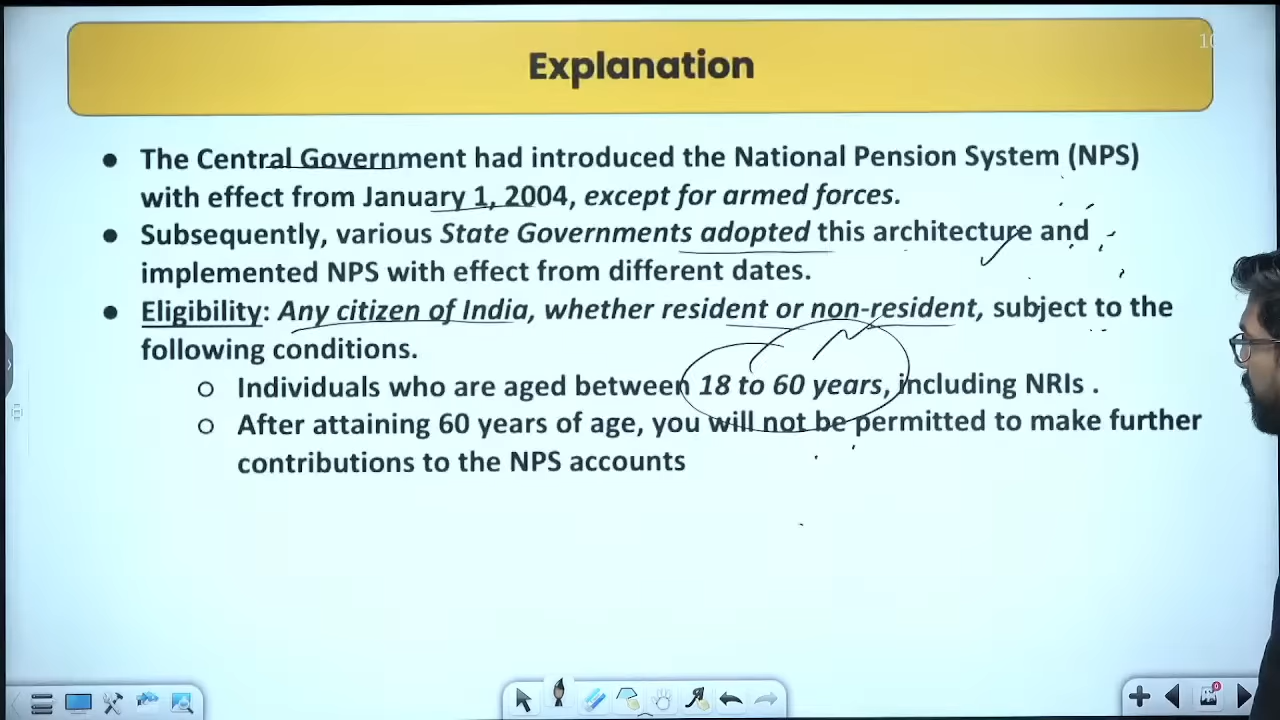 10
Explanation
● The Central Government had introduced the National Pension System (NPS)
with effect from January 1, 2004, except for armed forces.
● Subsequently, various State Governments adopted this architecture and
implemented NPS with effect from different dates.
● Eligibility: Any citizen of India, whether resident or non-resident, subject to the
following conditions.
○ Individuals who are aged between 18 to 60 years, including NRIs .
○ After attaining 60 years of age, you will not be permitted to make further
contributions to the NPS accounts